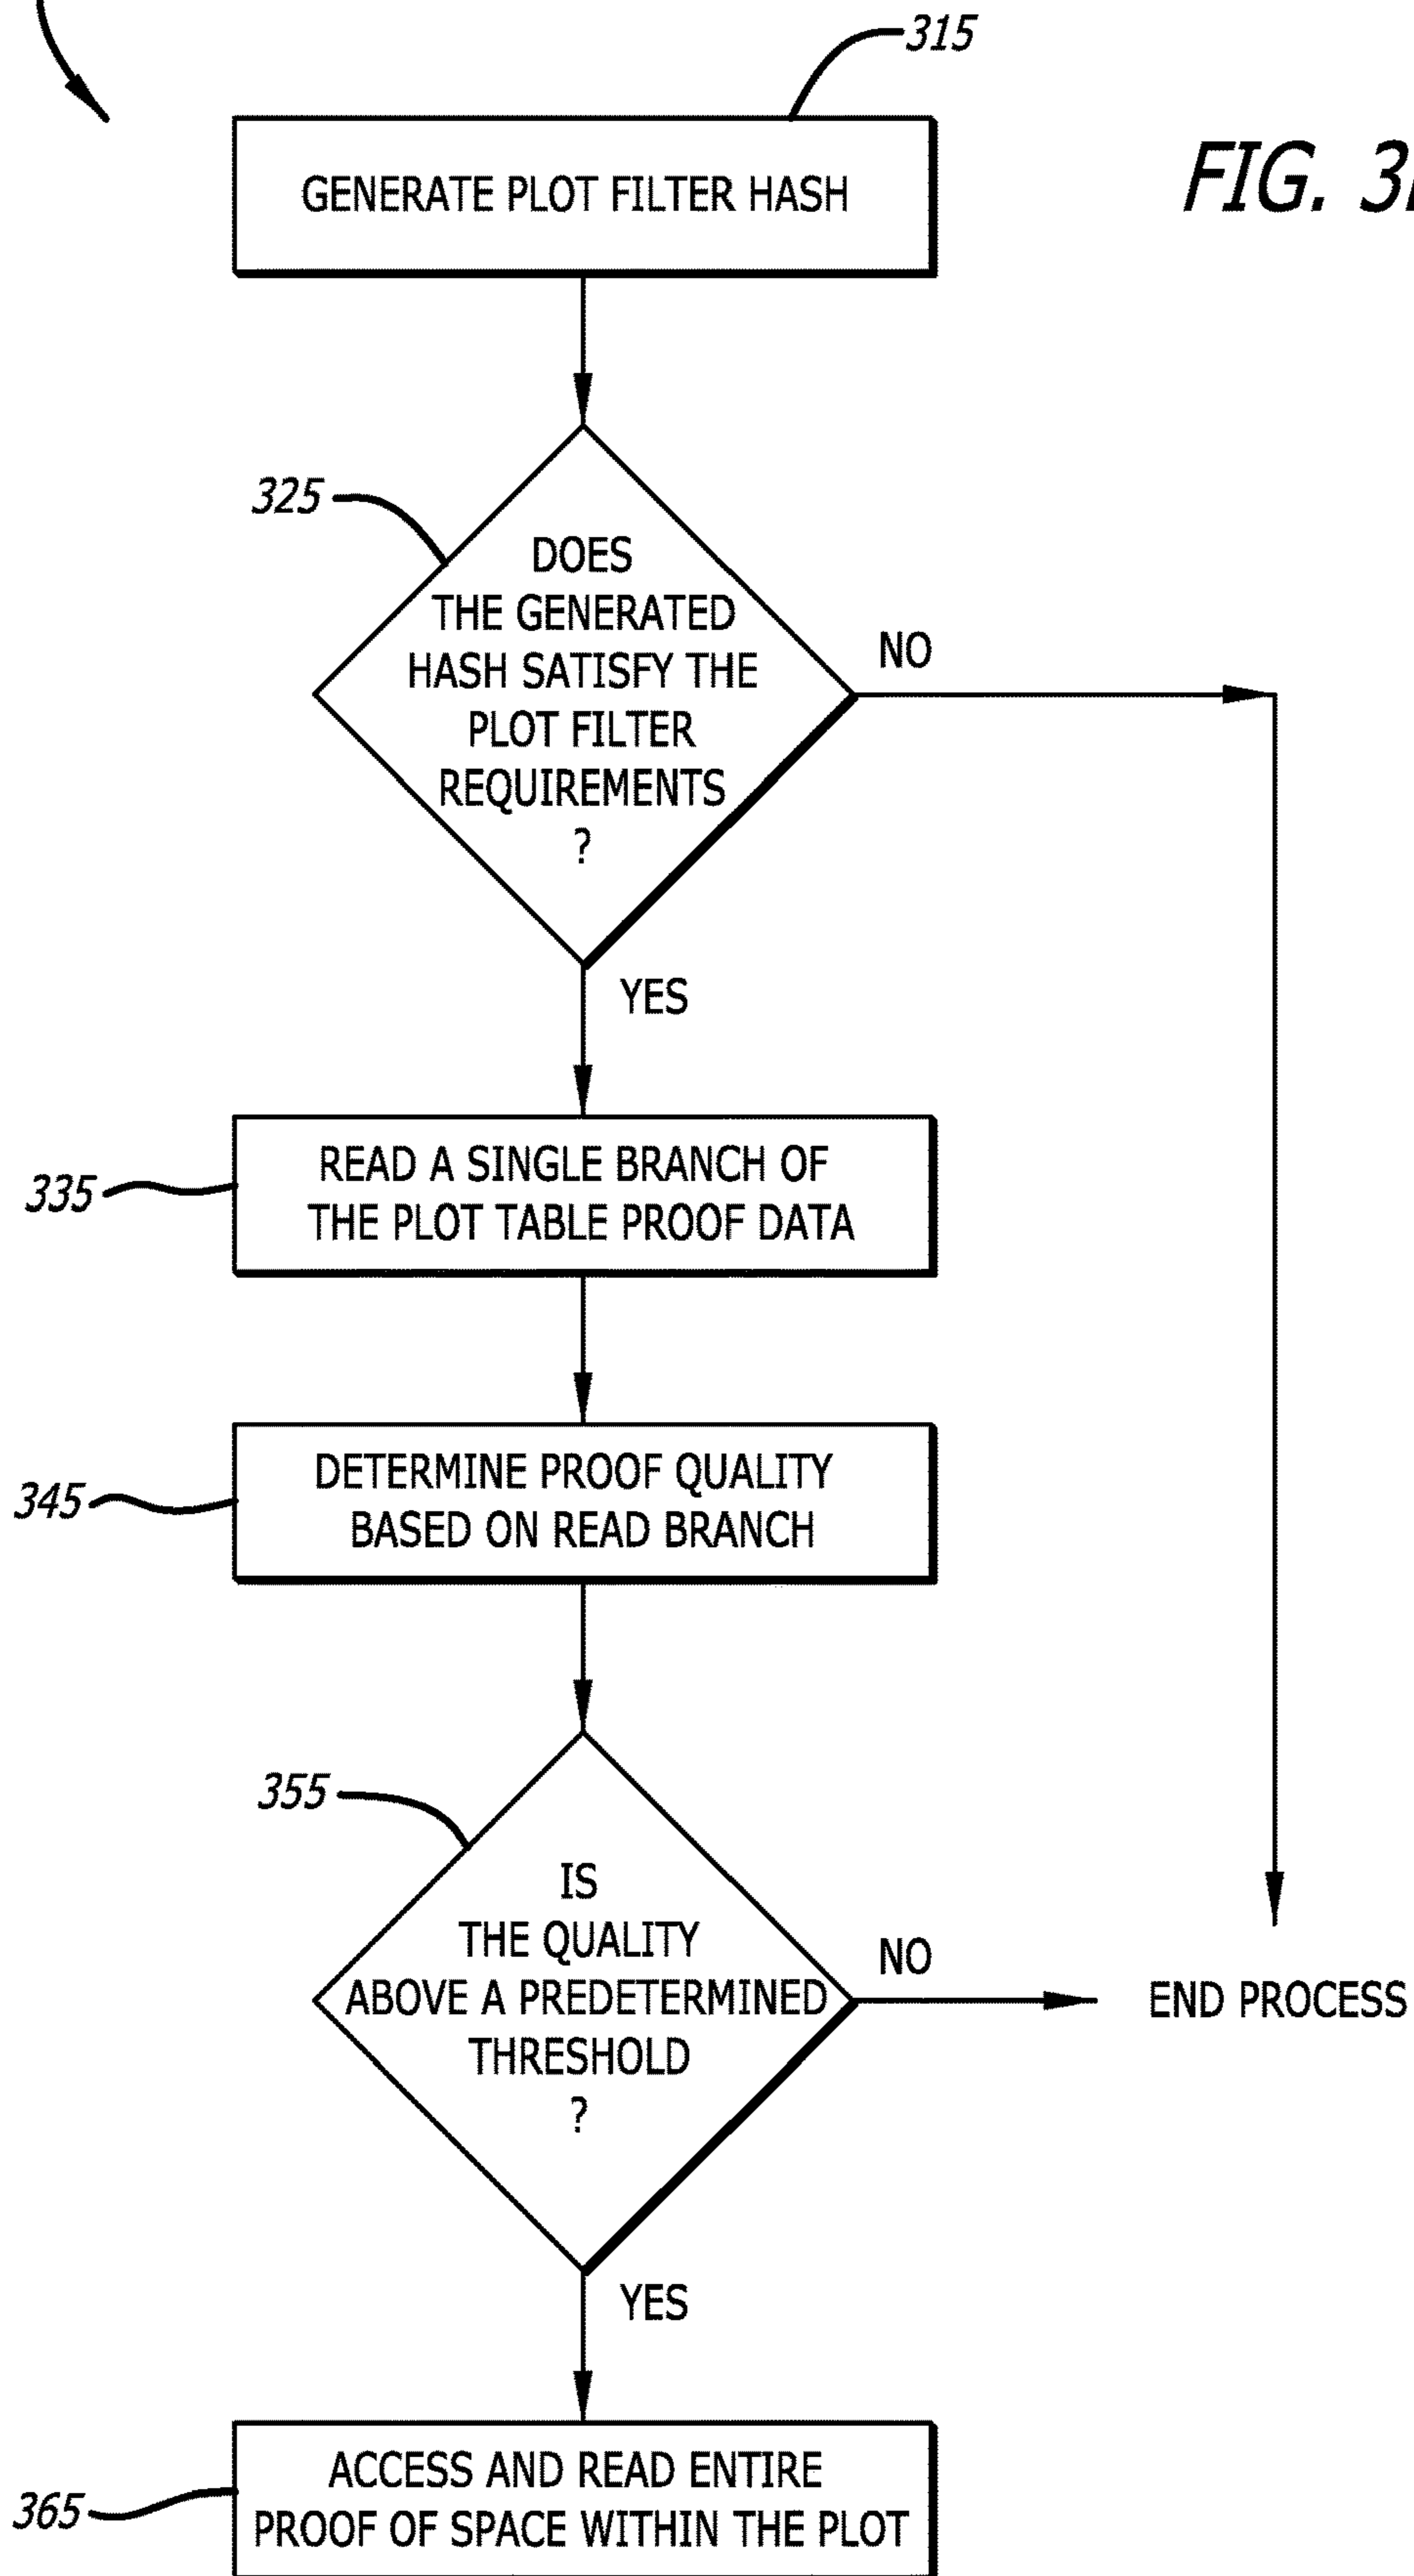 315
GENERATE PLOT FILTER HASH
FIG. 3
325
DOES
THE GENERATED
HASH SATISFY THE
PLOT FILTER
REQUIREMENTS
?
NO
YES
335
READ A SINGLE BRANCH OF
THE PLOT TABLE PROOF DATA
345
DETERMINE PROOF QUALITY
BASED ON READ BRANCH
355
IS
THE QUALITY
ABOVE A PREDETERMINED
THRESHOLD
?
NO
END PROCESS
YES
365
ACCESS AND READ ENTIRE
PROOF OF SPACE WITHIN THE PLOT